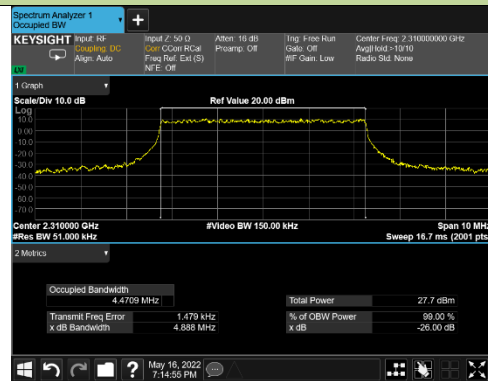 Spectrum Analyzer 1
Occupied BW
+
KEYSIGHT Input: RF Input Z: 50 Ω Atten: 16 dB Trig: Free Run Center Freq: 2.310000000 GHz
Coupling: DC Corr CCorr RCal Preamp: Off Gate: Off Avg|Hold:>10/10
Align: Auto Freq Ref: Ext (S) #IF Gain: Low Radio Std: None
NFE: Off
LXI
1 Graph
Scale/Div 10.0 dB Ref Value 20.00 dBm
Log
10.0
0.00
-10.0
-20.0
-30.0
-40.0
-50.0
-60.0
-70.0
Center 2.310000 GHz #Video BW 150.00 kHz Span 10 MHz
#Res BW 51.000 kHz Sweep 16.7 ms (2001 pts)
2 Metrics
Occupied Bandwidth
4.4709 MHz Total Power 27.7 dBm
Transmit Freq Error 1.479 kHz % of OBW Power 99.00 %
x dB Bandwidth 4.888 MHz x dB -26.00 dB
? May 16, 2022
7:14:55 PM